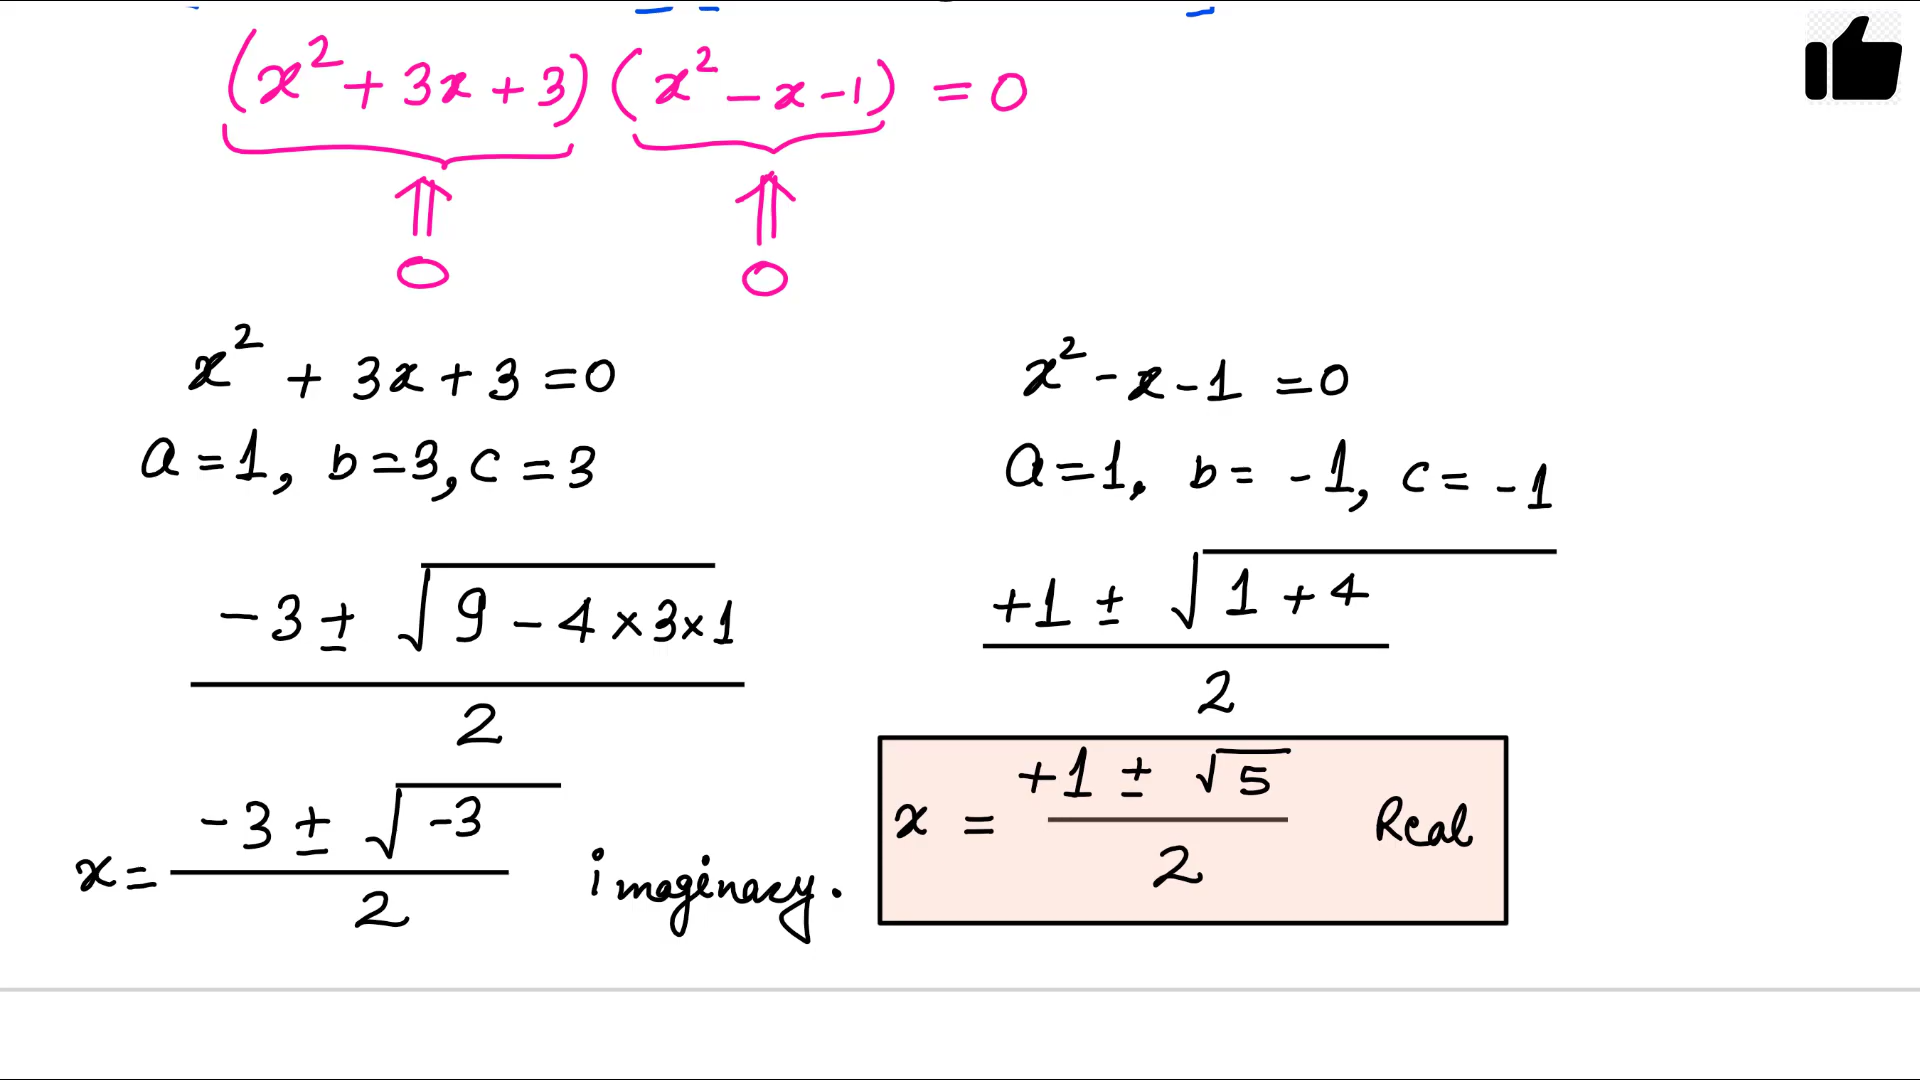 (x² + 3x + 3) (x² - x - 1) = 0
0 0
x² + 3x + 3 = 0
a = 1, b = 3, c = 3
-3 ± √9 - 4 × 3 × 1
2
x = -3 ± √-3
2
imaginary.
x² - x - 1 = 0
a = 1, b = -1, c = -1
+1 ± √1 + 4
2
x = +1 ± √5
2
Real